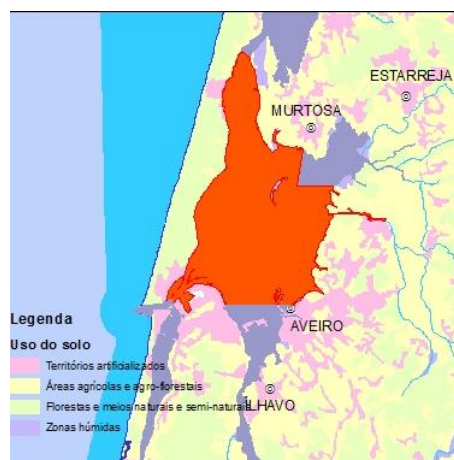 ESTARREJA
MURTOSA
AVEIRO
ÍLHAVO
Legenda
Uso do solo
Territórios artificializados
Áreas agrícolas e agro-florestais
Florestas e meios naturais e semi-naturais
Zonas húmidas